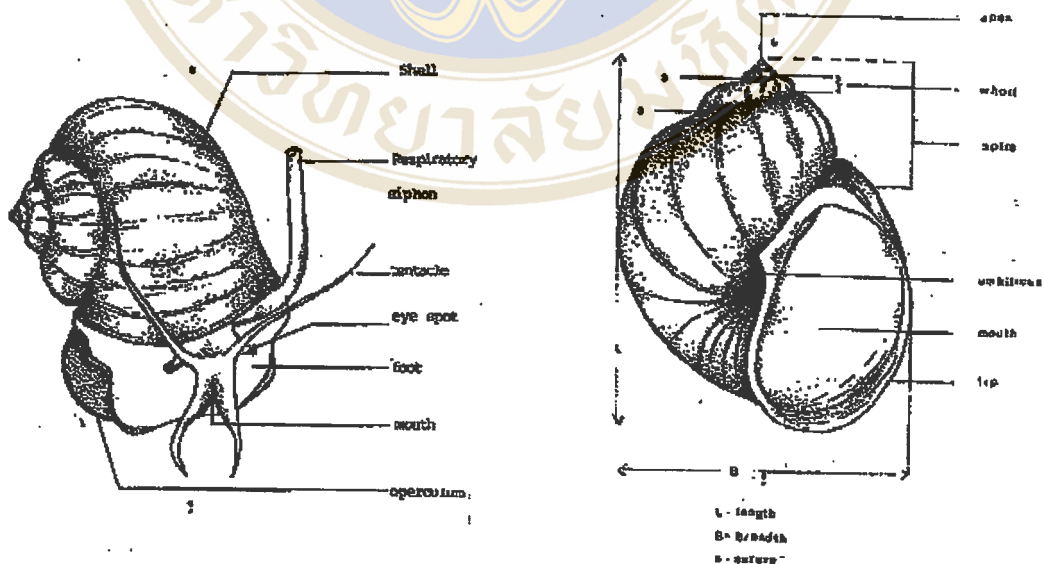 Shell
Respiratory
siphon
tentacle
eye spot
foot
mouth
operculum
apex
whorl
spire
umbilicus
mouth
lip
s
s
L
B
L - length
B - Breadth
s - suture